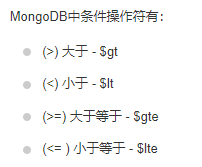 MongoDB中条件操作符有：
(>) 大于 - $gt
(<) 小于 - $lt
(>=) 大于等于 - $gte
(<= ) 小于等于 - $lte